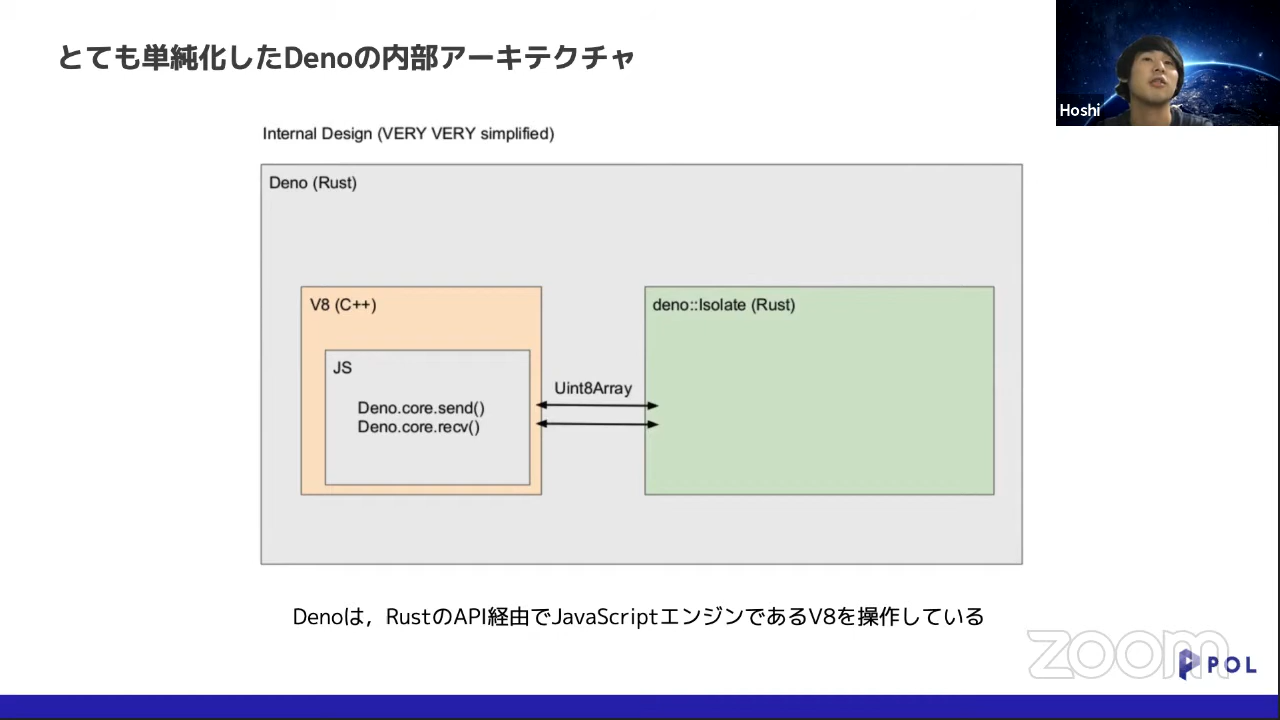 とても単純化したDenoの内部アーキテクチャ
Hoshi
Internal Design (VERY VERY simplified)
Deno (Rust)
V8 (C++)
deno::Isolate (Rust)
JS
Uint8Array
Deno.core.send()
Deno.core.recv()
Denoは，RustのAPI経由でJavaScriptエンジンであるV8を操作している
zoom
POL